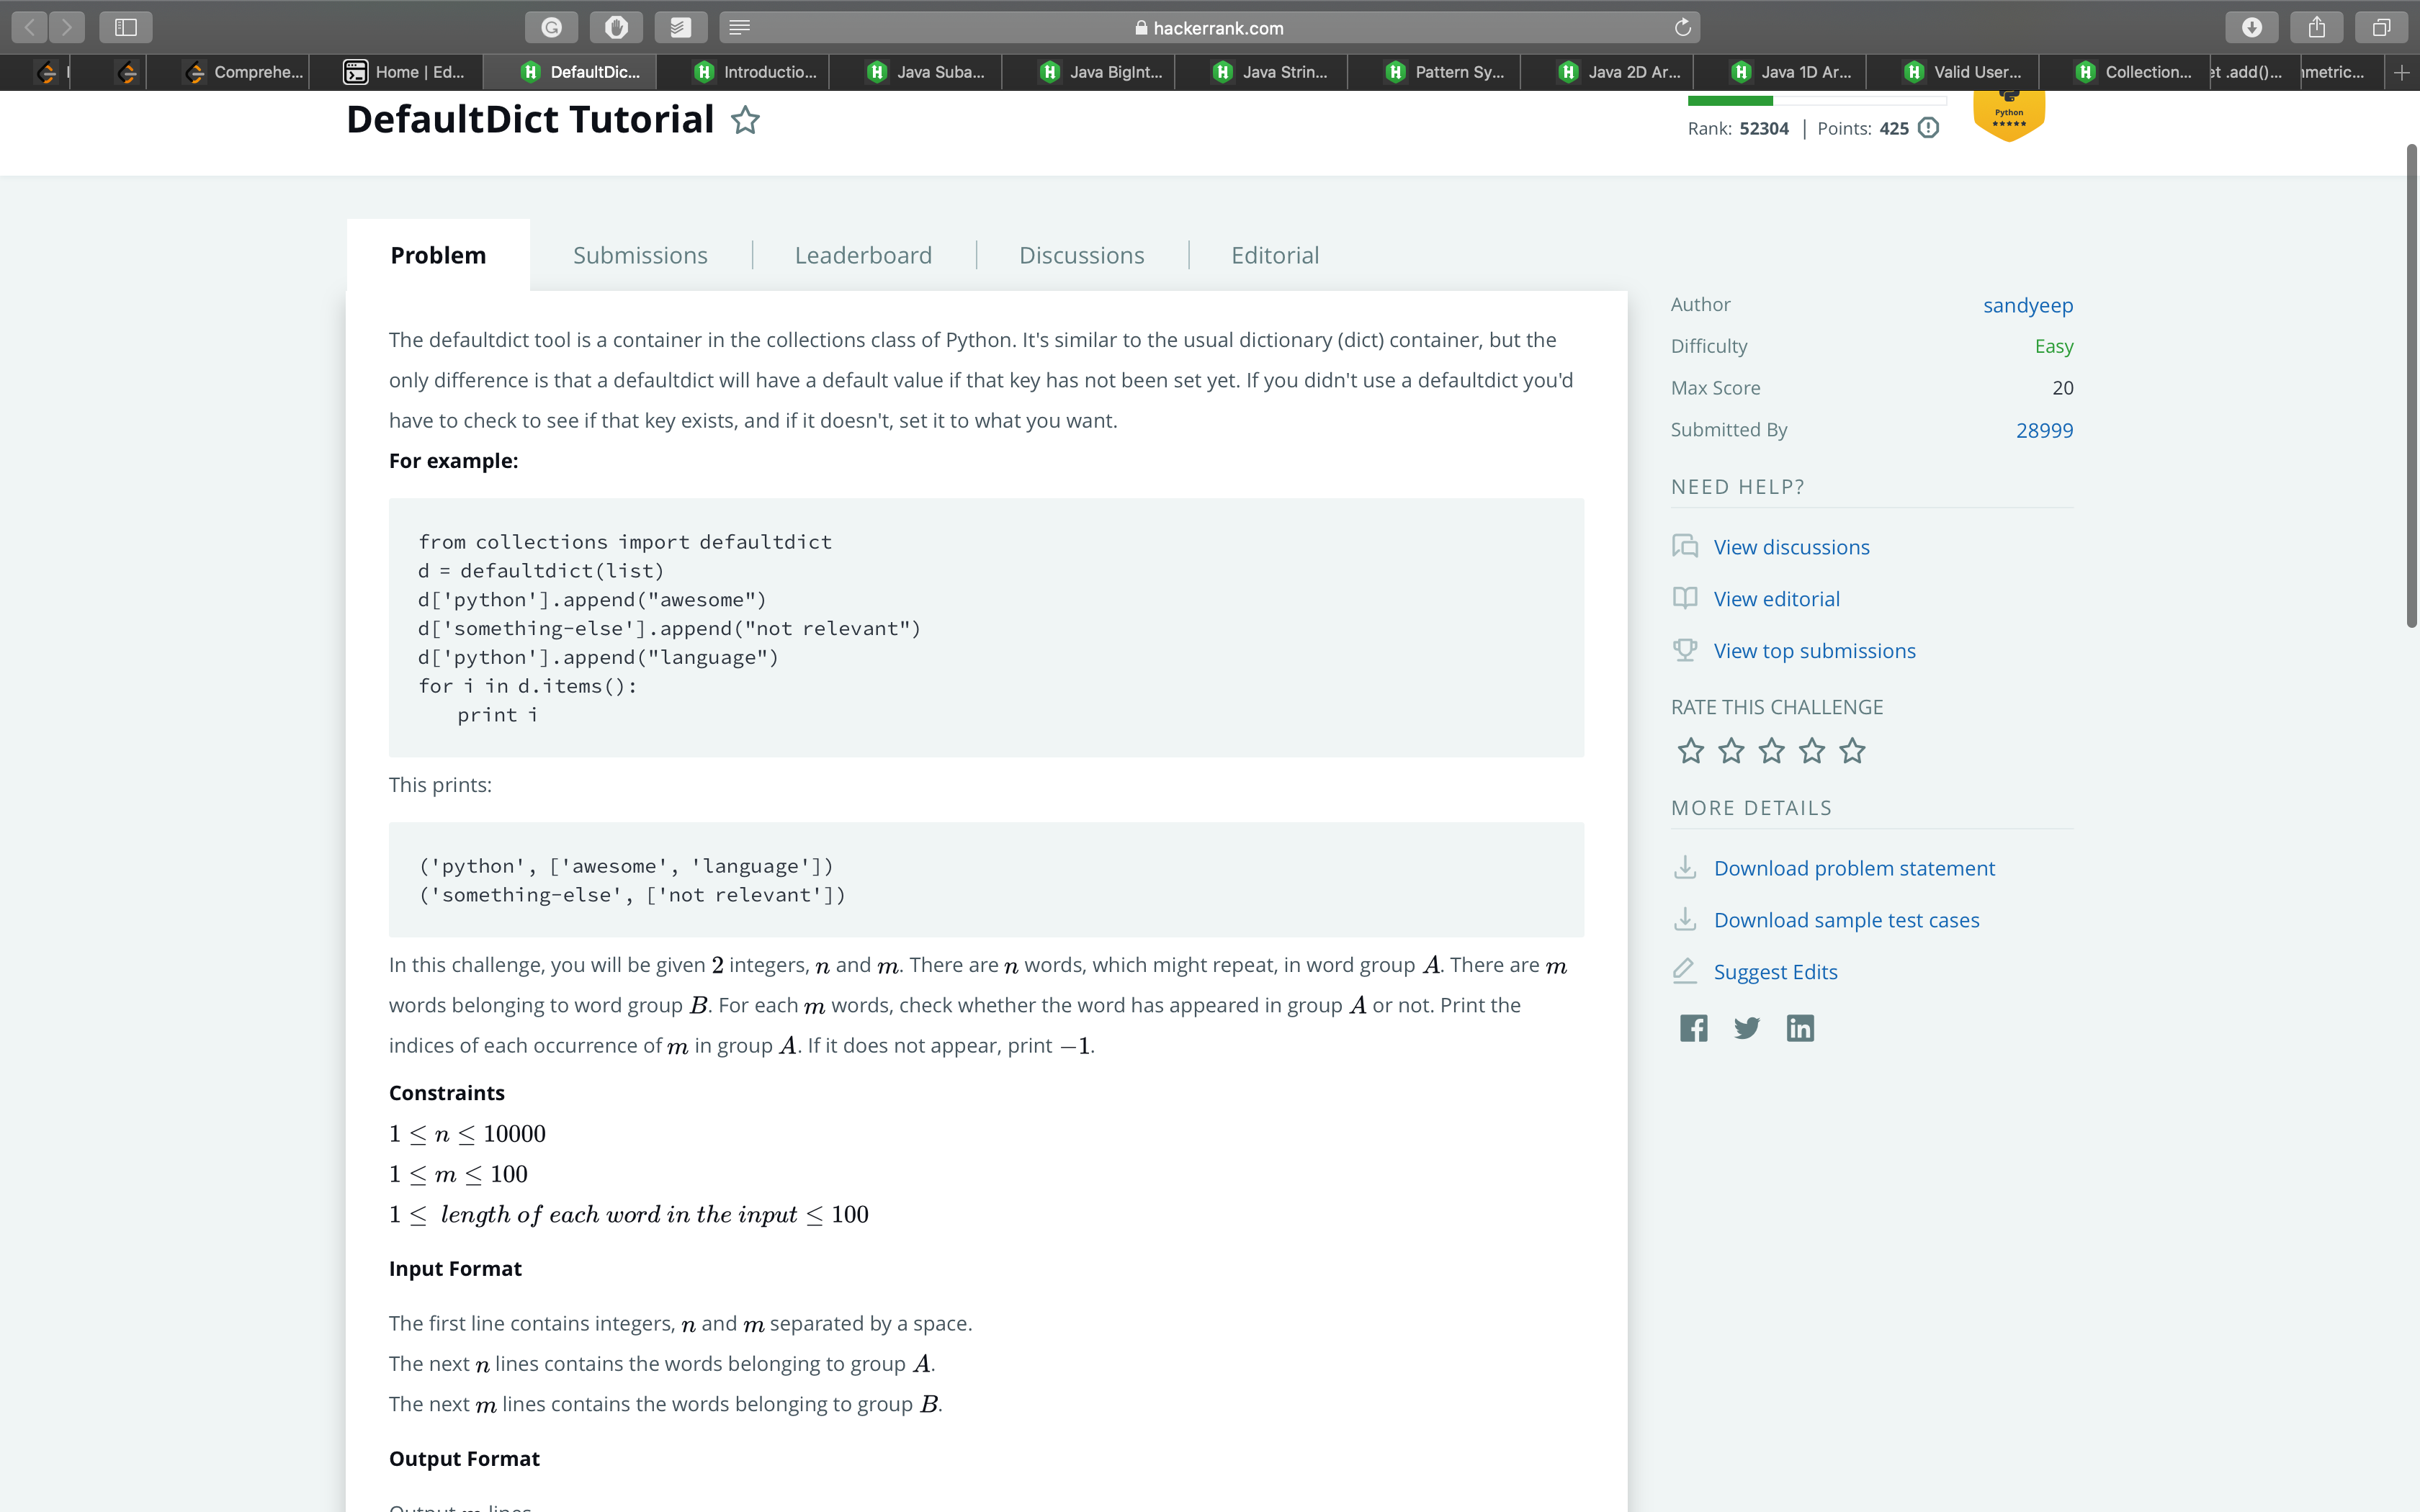 hackerrank.com
Comprehe...
Home | Ed...
DefaultDic...
Introductio...
Java Suba...
Java BigInt...
Java Strin...
Pattern Sy...
Java 2D Ar...
Java 1D Ar...
Valid User...
Collection...
et .add()...
metric...
DefaultDict Tutorial
Rank: 52304 | Points: 425
Python
Problem
Submissions
Leaderboard
Discussions
Editorial
The defaultdict tool is a container in the collections class of Python. It's similar to the usual dictionary (dict) container, but the
only difference is that a defaultdict will have a default value if that key has not been set yet. If you didn't use a defaultdict you'd
have to check to see if that key exists, and if it doesn't, set it to what you want.
For example:
from collections import defaultdict
d = defaultdict(list)
d['python'].append("awesome")
d['something-else'].append("not relevant")
d['python'].append("language")
for i in d.items():
    print i
This prints:
('python', ['awesome', 'language'])
('something-else', ['not relevant'])
In this challenge, you will be given 2 integers, n and m. There are n words, which might repeat, in word group A. There are m
words belonging to word group B. For each m words, check whether the word has appeared in group A or not. Print the
indices of each occurrence of m in group A. If it does not appear, print −1.
Constraints
1 ≤ n ≤ 10000
1 ≤ m ≤ 100
1 ≤ length of each word in the input ≤ 100
Input Format
The first line contains integers, n and m separated by a space.
The next n lines contains the words belonging to group A.
The next m lines contains the words belonging to group B.
Output Format
Output m lines
Author
sandyeep
Difficulty
Easy
Max Score
20
Submitted By
28999
NEED HELP?
View discussions
View editorial
View top submissions
RATE THIS CHALLENGE
MORE DETAILS
Download problem statement
Download sample test cases
Suggest Edits